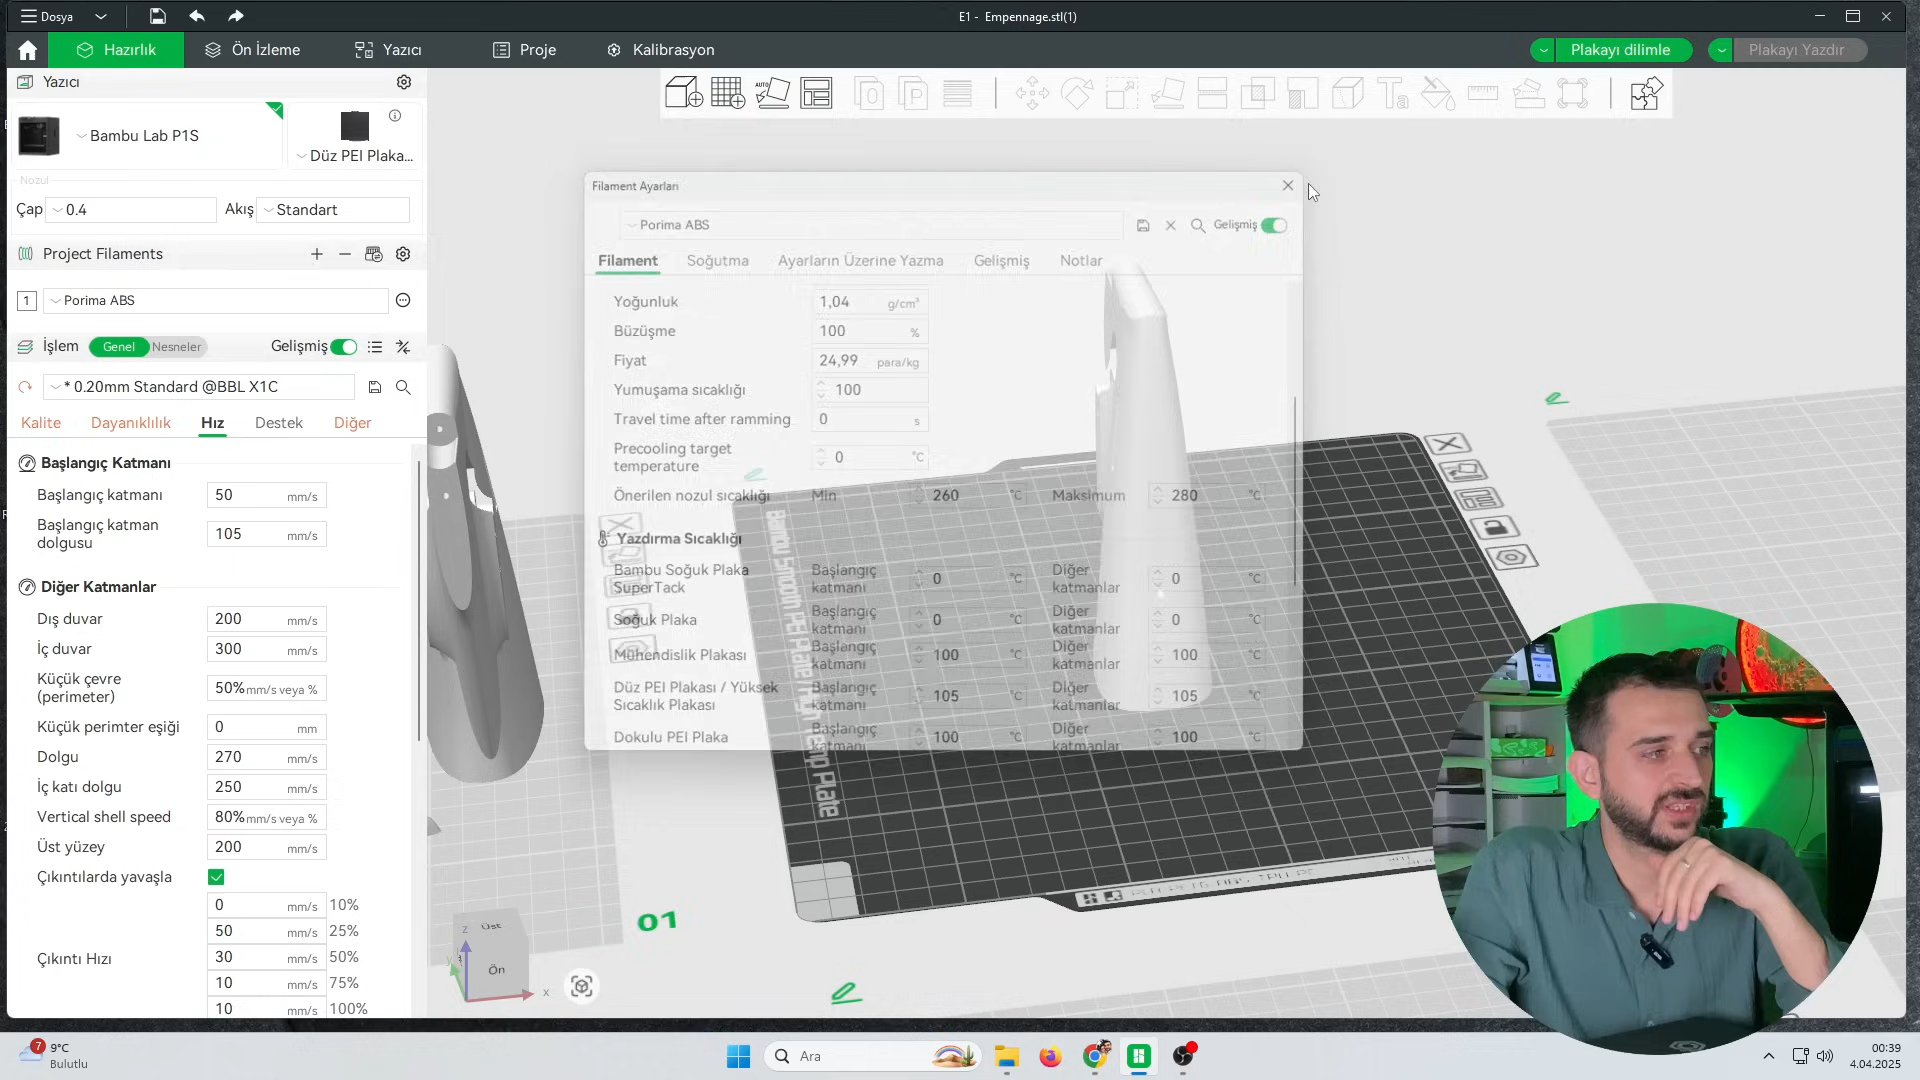 Dosya
E1 - Empennage.stl(1)
Hazırlık
Ön İzleme
Yazıcı
Proje
Kalibrasyon
Plakayı dilimle
Plakayı Yazdır
Yazıcı
Bambu Lab P1S
Düz PEI Plaka...
Nozul
Çap
0.4
Akış
Standart
Project Filaments
1
Porima ABS
İşlem
Genel
Nesneler
Gelişmiş
* 0.20mm Standard @BBL X1C
Kalite
Dayanıklılık
Hız
Destek
Diğer
Başlangıç Katmanı
Başlangıç katmanı
50 mm/s
Başlangıç katman
dolgusu
105 mm/s
Diğer Katmanlar
Dış duvar
200 mm/s
İç duvar
300 mm/s
Küçük çevre
(perimeter)
50% mm/s veya %
Küçük perimter eşiği
0 mm
Dolgu
270 mm/s
İç katı dolgu
250 mm/s
Vertical shell speed
80% mm/s veya %
Üst yüzey
200 mm/s
Çıkıntılarda yavaşla
Çıkıntı Hızı
0 mm/s 10%
50 mm/s 25%
30 mm/s 50%
10 mm/s 75%
10 mm/s 100%
Filament Ayarları
Porima ABS
Gelişmiş
Filament
Soğutma
Ayarların Üzerine Yazma
Gelişmiş
Notlar
Yoğunluk
1,04 g/cm³
Büzüşme
100 %
Fiyat
24,99 para/kg
Yumuşama sıcaklığı
100
Travel time after ramming
0 s
Precooling target
temperature
0 °C
Önerilen nozul sıcaklığı
Min
260 °C
Maksimum
280 °C
Yazdırma Sıcaklığı
Bambu Soğuk Plaka
SuperTack
Başlangıç
katmanı
0 °C
Diğer
katmanlar
0 °C
Soğuk Plaka
Başlangıç
katmanı
0 °C
Diğer
katmanlar
0 °C
Mühendislik Plakası
Başlangıç
katmanı
100 °C
Diğer
katmanlar
100 °C
Düz PEI Plakası / Yüksek
Sıcaklık Plakası
Başlangıç
katmanı
105 °C
Diğer
katmanlar
105 °C
Dokulu PEI Plaka
Başlangıç
katmanı
100 °C
Diğer
katmanlar
100 °C
01
Üst
Ön
z
x
7
9°C
Bulutlu
Ara
00:39
4.04.2025